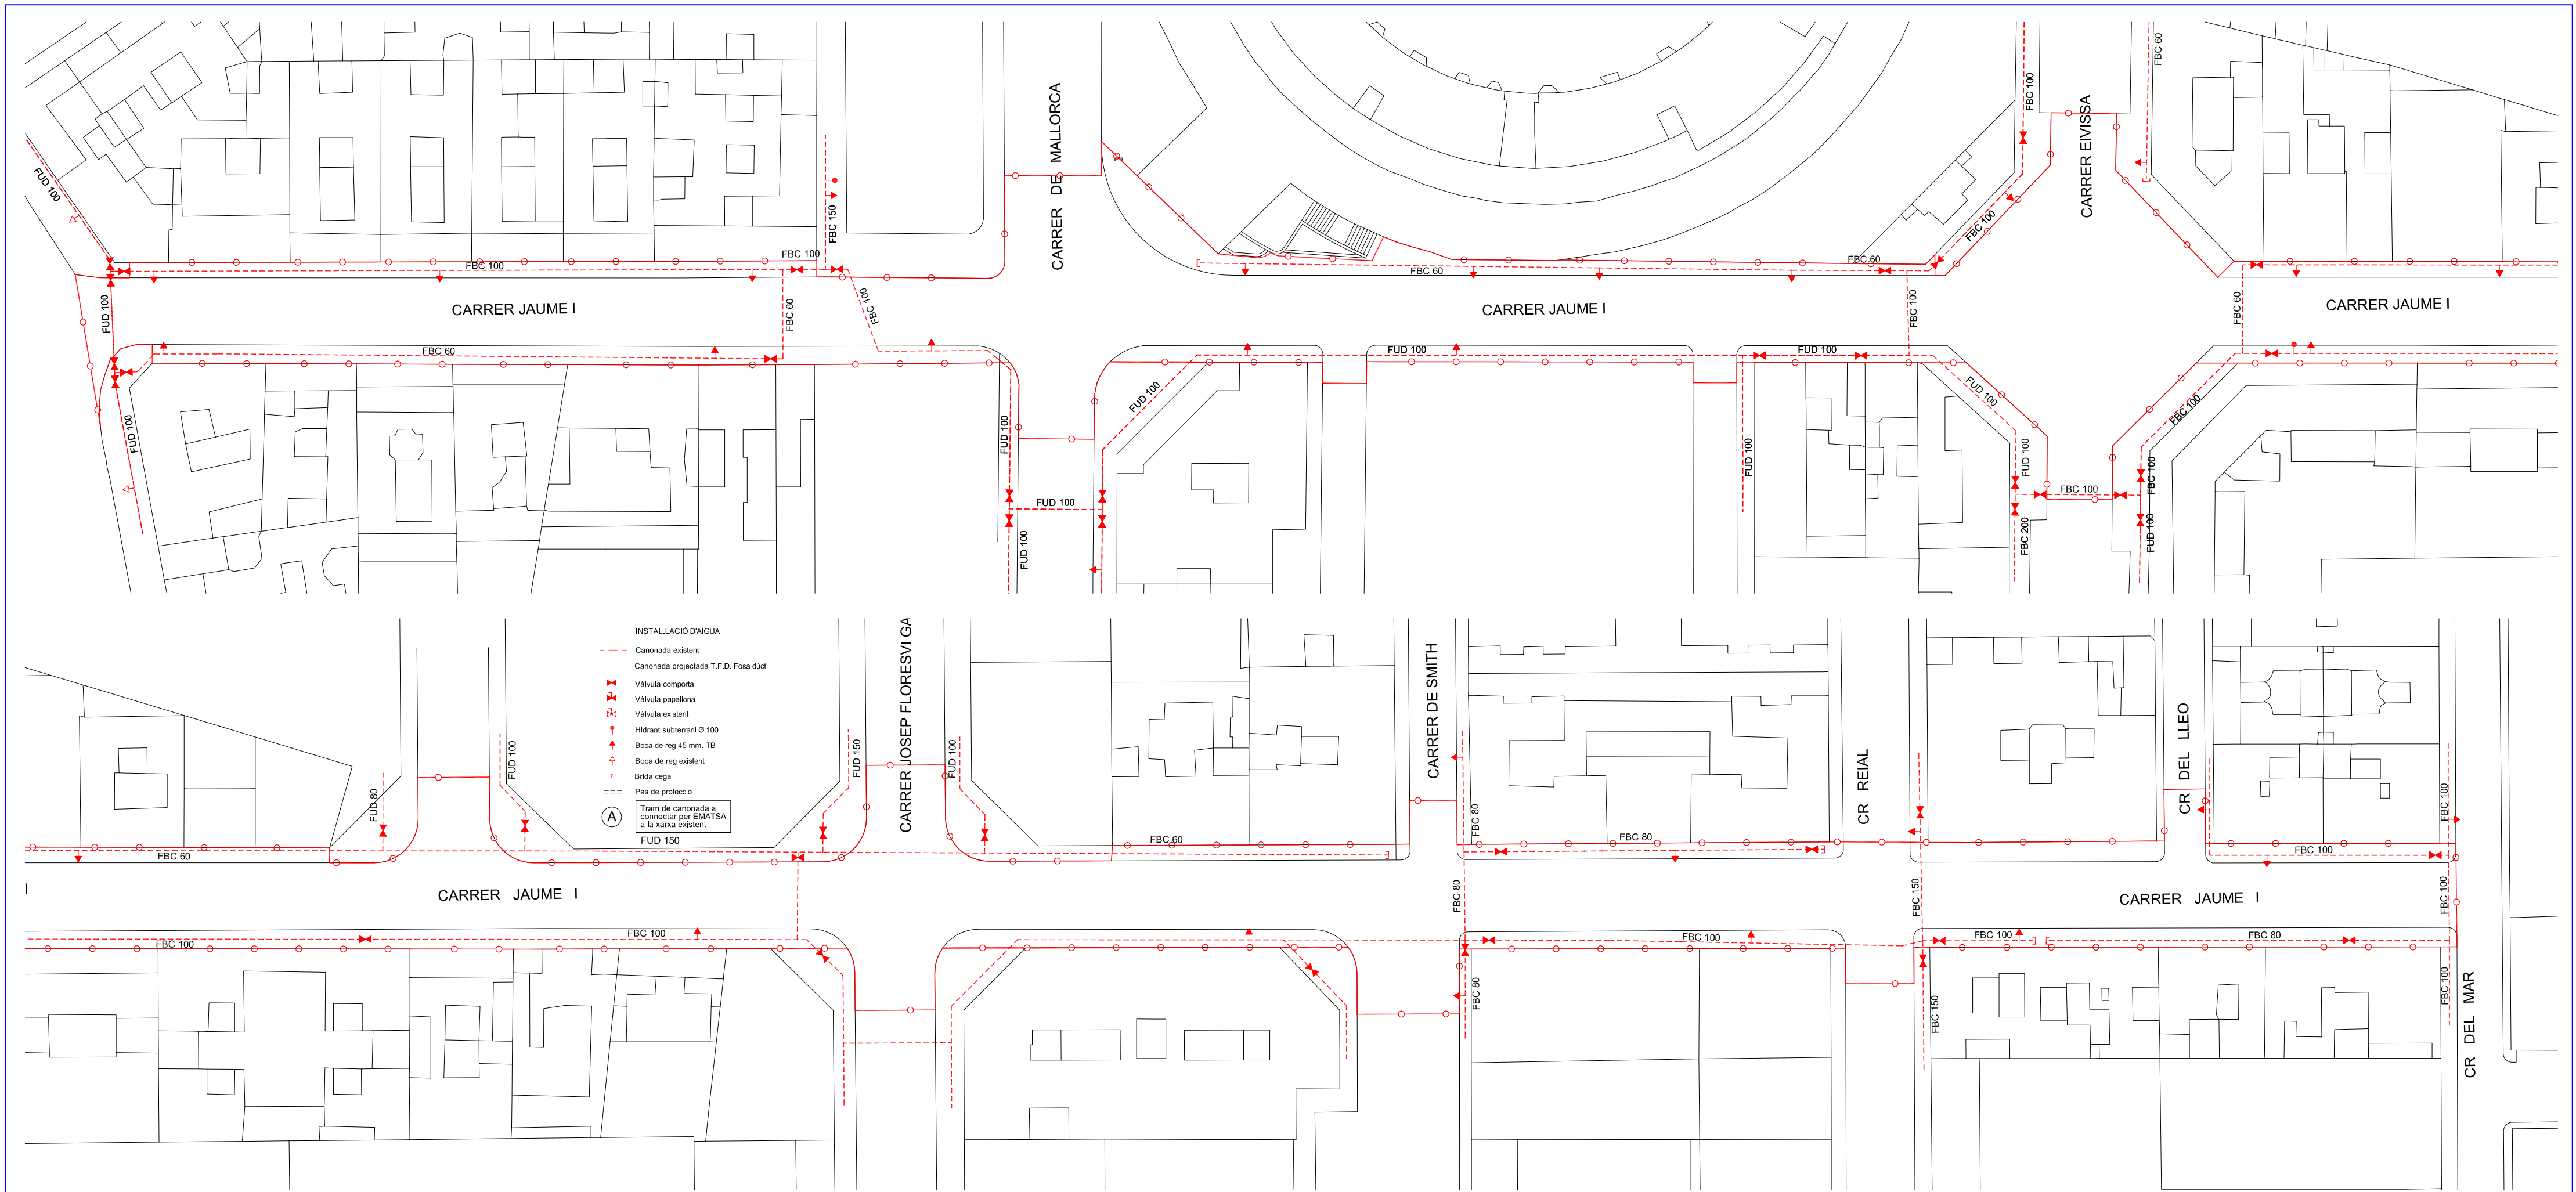 CARRER DE MALLORCA
CARRER EIVISSA
FBC 100
FBC 60
FUD 100
FBC 150
FBC 100
FBC 100
FBC 100
FBC 60
FBC 60
CARRER JAUME I
CARRER JAUME I
CARRER JAUME I
FUD 100
FBC 60
FBC 100
FBC 100
FBC 60
FBC 60
FUD 100
FUD 100
FUD 100
FUD 100
FBC 100
FUD 100
FUD 100
FUD 100
FUD 100
FBC 100
FUD 100
FBC 100
FUD 100
FBC 200
FUD 100
INSTAL.LACIÓ D'AIGUA
Canonada existent
Canonada projectada T.F.D. Fosa dúctil
Vàlvula comporta
Vàlvula papallona
Vàlvula existent
Hidrant subterrani Ø 100
Boca de reg 45 mm. TB
Boca de reg existent
Brida cega
Pas de protecció
A
Tram de canonada a
connectar per EMATSA
a la xarxa existent
FUD 150
CARRER JOSEP FLORESVI GA
CARRER DE SMITH
CR REIAL
CR DEL LLEO
FUD 80
FUD 100
FUD 150
FUD 100
FBC 80
FBC 100
FBC 60
FBC 60
FBC 80
FBC 100
I
CARRER JAUME I
CARRER JAUME I
FBC 80
FBC 150
FBC 100
FBC 100
FBC 100
FBC 100
FBC 100
FBC 80
FBC 80
FBC 150
FBC 100
CR DEL MAR